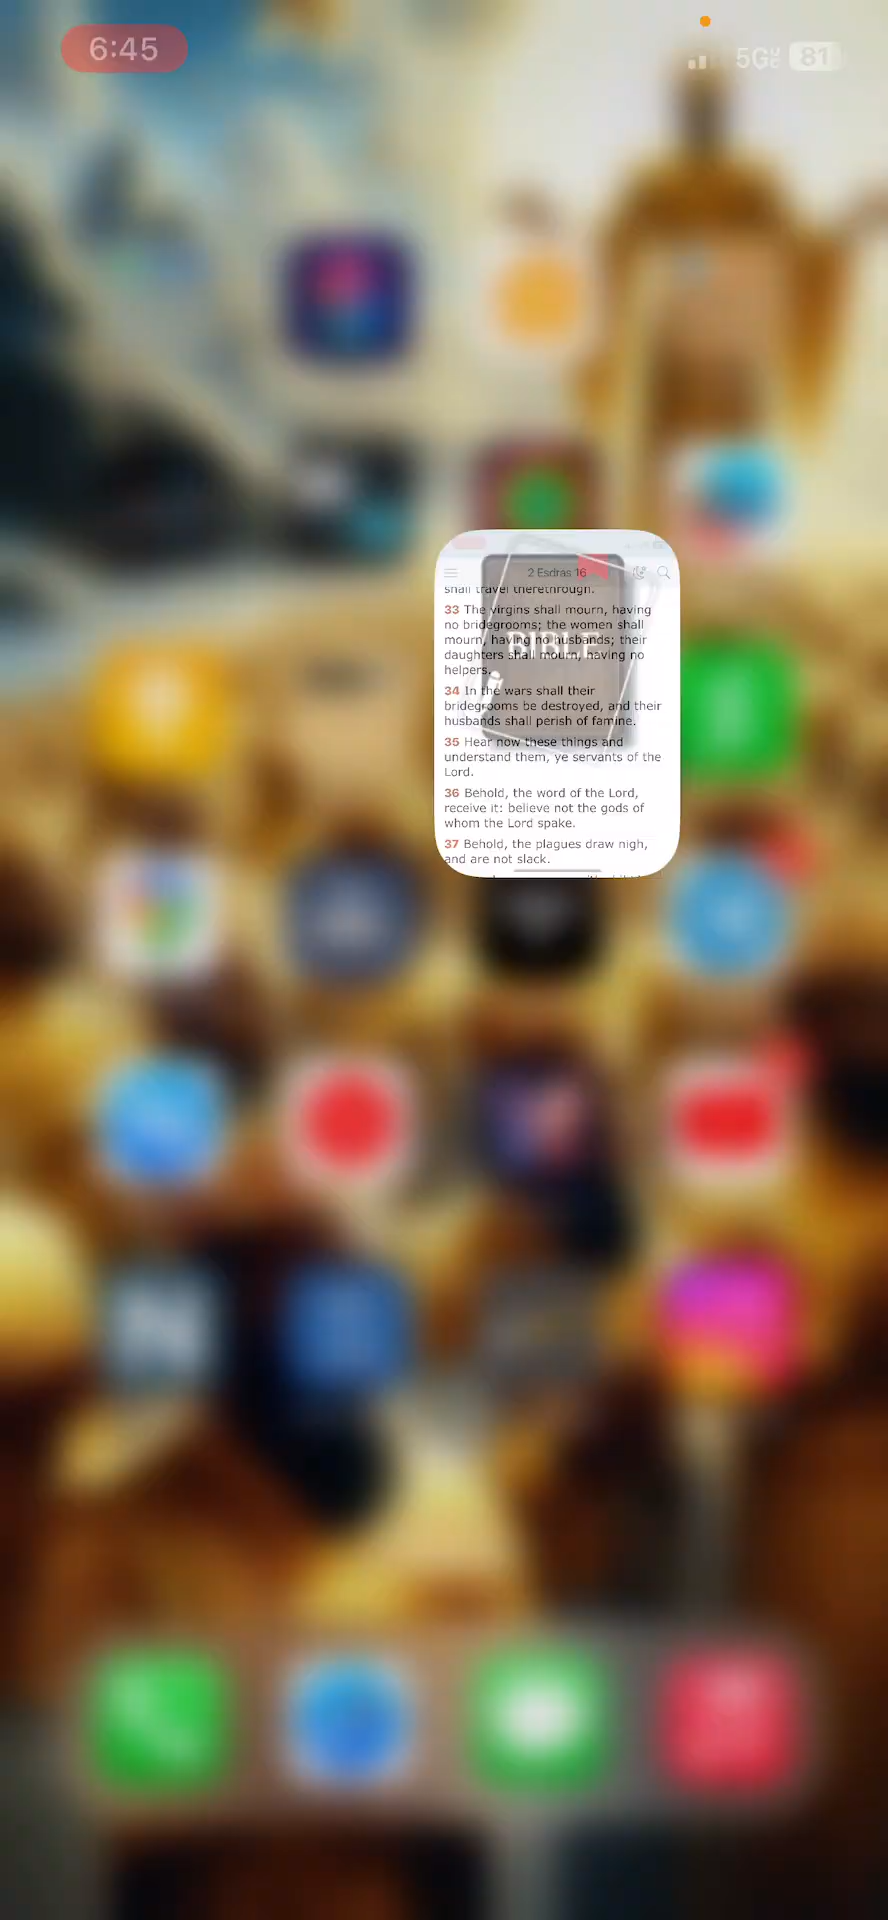 6:45
5G
81
2 Esdras 16
shall travel therethrough.
33 The virgins shall mourn, having
no bridegrooms; the women shall
mourn, having no husbands; their
daughters shall mourn, having no
helpers.
BIBLE
34 In the wars shall their
bridegrooms be destroyed, and their
husbands shall perish of famine.
35 Hear now these things and
understand them, ye servants of the
Lord.
36 Behold, the word of the Lord,
receive it: believe not the gods of
whom the Lord spake.
37 Behold, the plagues draw nigh,
and are not slack.